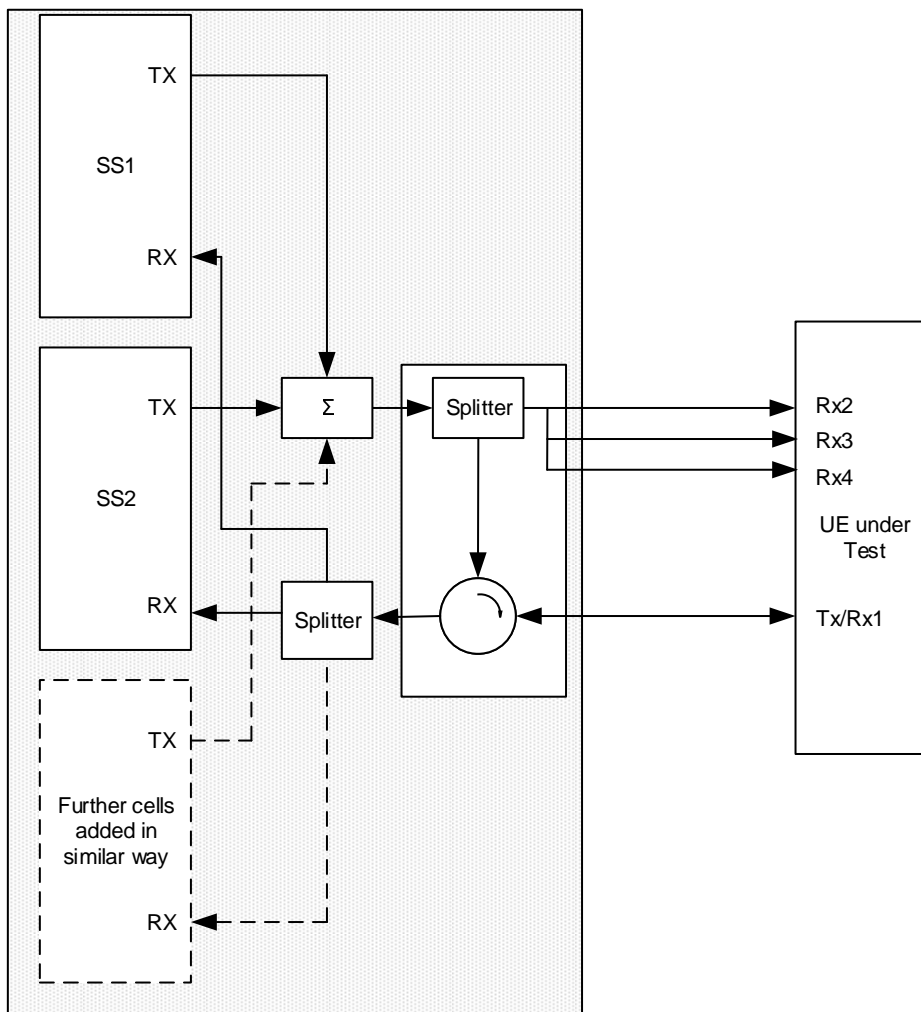 TX
SS1
RX
TX
SS2
RX
Σ
Splitter
Splitter
Rx2
Rx3
Rx4
UE under
Test
Tx/Rx1
TX
Further cells
added in
similar way
RX